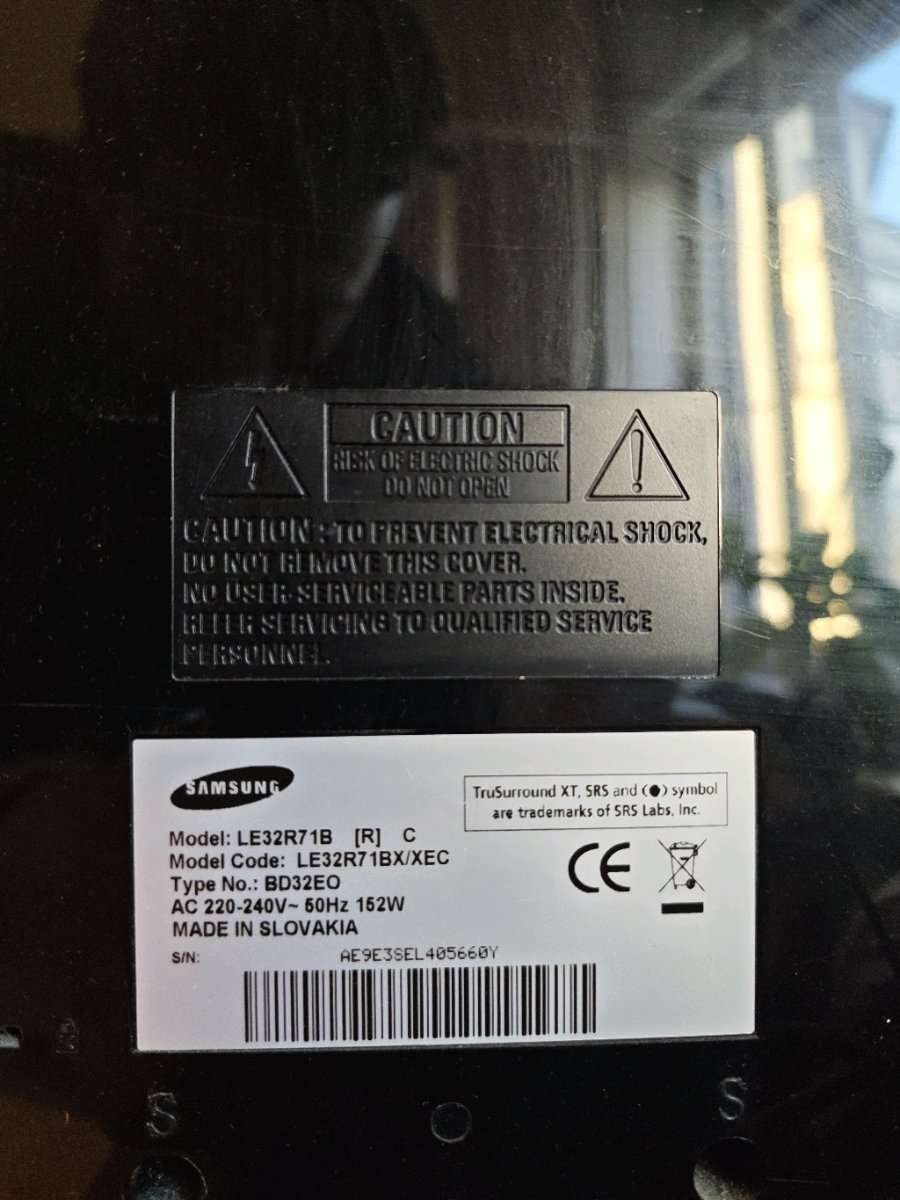 CAUTION
RISK OF ELECTRIC SHOCK
DO NOT OPEN
CAUTION : TO PREVENT ELECTRICAL SHOCK,
DO NOT REMOVE THIS COVER.
NO USER-SERVICEABLE PARTS INSIDE.
REFER SERVICING TO QUALIFIED SERVICE
PERSONNEL.
SAMSUNG
TruSurround XT, SRS and (●) symbol
are trademarks of SRS Labs, Inc.
Model: LE32R71B [R] C
Model Code: LE32R71BX/XEC
Type No.: BD32EO
AC 220-240V~ 50Hz 152W
MADE IN SLOVAKIA
S/N: AE9E3SEL405660Y
CE
S S